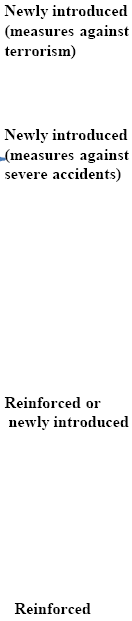 Newly introduced
(measures against
terrorism)
Newly introduced
(measures against
severe accidents)
Reinforced or
newly introduced
Reinforced